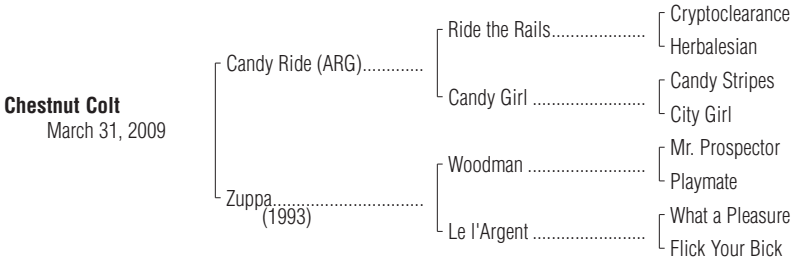 Cryptoclearance
Ride the Rails.....................
Herbalesian
Candy Ride (ARG).............
Candy Stripes
Candy Girl .........................
City Girl
Chestnut Colt
March 31, 2009
Mr. Prospector
Woodman ..........................
Playmate
Zuppa.................................
(1993)
What a Pleasure
Le l'Argent .........................
Flick Your Bick